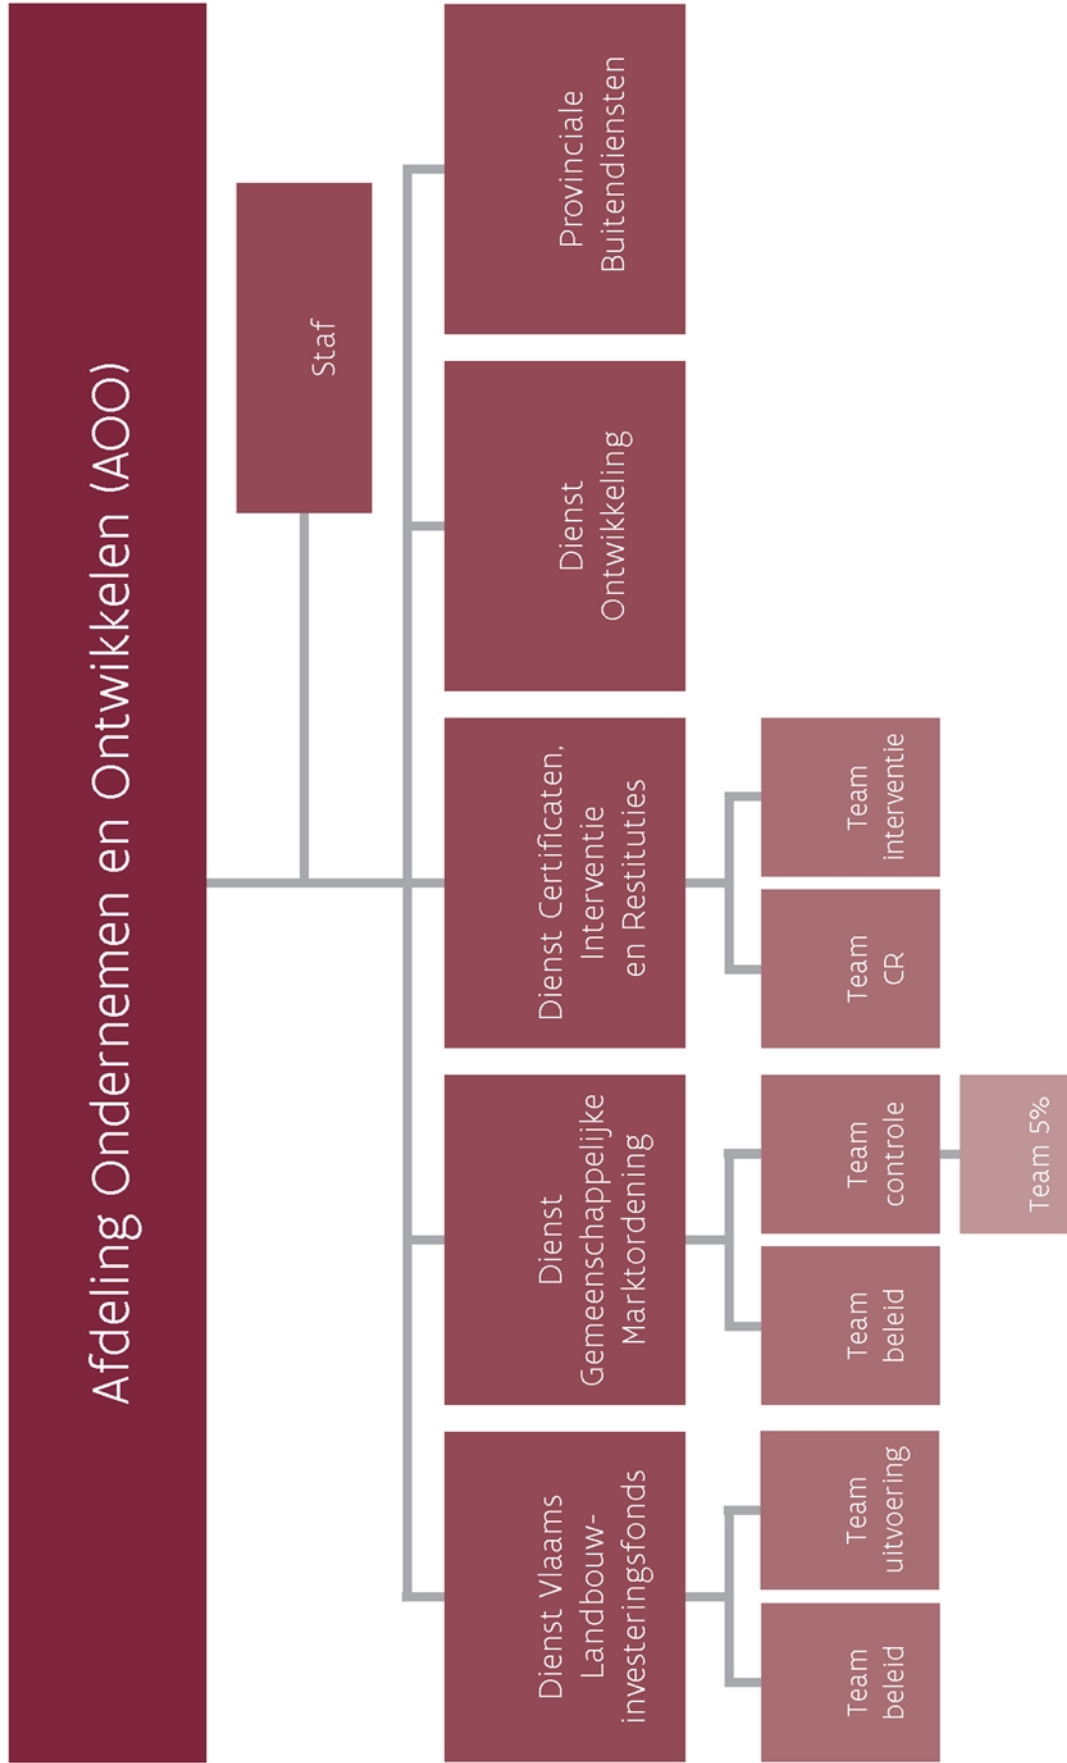 Afdeling Ondernemen en Ontwikkelen (AOO)
Staf
Dienst Vlaams
Landbouw-
investeringsfonds
Dienst
Gemeenschappelijke
Marktordening
Dienst Certificaten,
Interventie
en Restituties
Dienst
Ontwikkeling
Provinciale
Buitendiensten
Team
beleid
Team
uitvoering
Team
beleid
Team
controle
Team
CR
Team
interventie
Team 5%